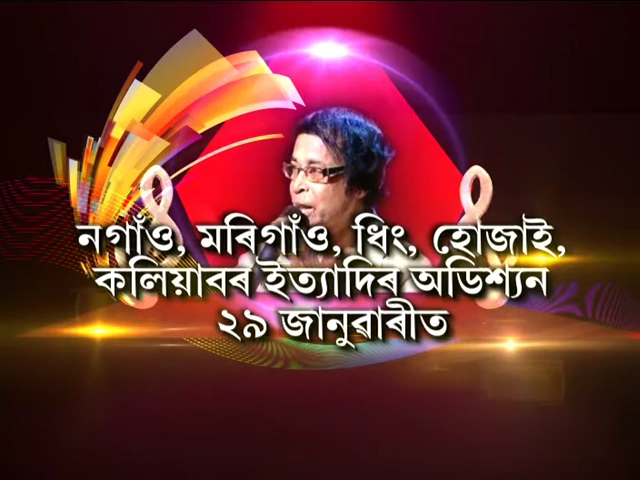 নগাঁও, মৰিগাঁও, ধিং, হোজাই,
কলিয়াবৰ ইত্যাদিৰ অডিশ্যন
২৯ জানুৱাৰীত